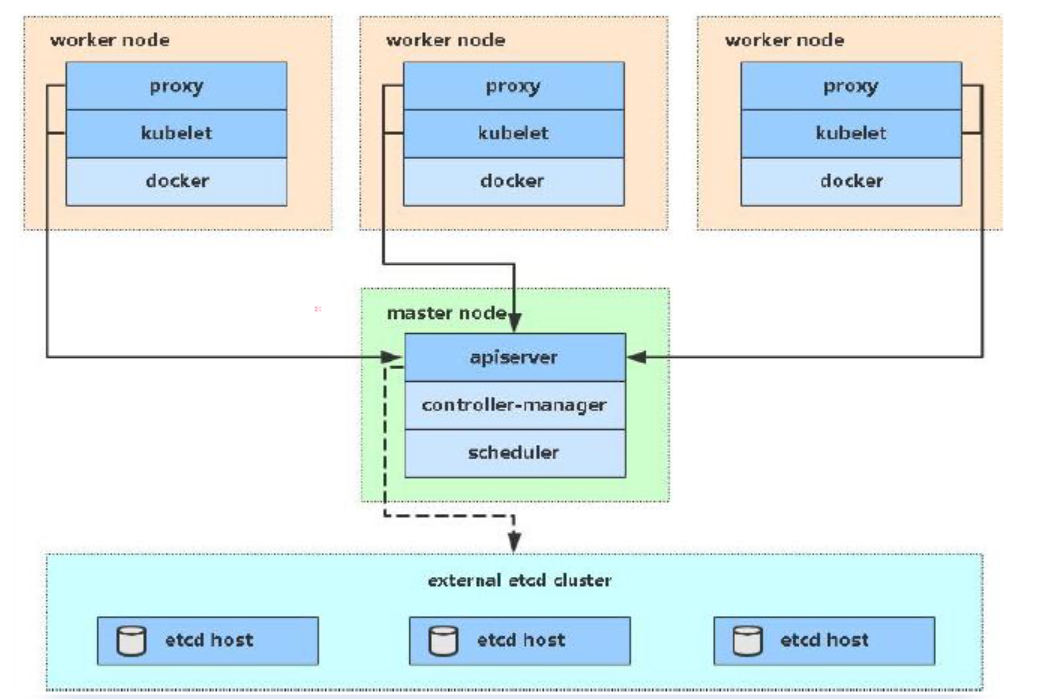 worker node
proxy
kubelet
docker
worker node
proxy
kubelet
docker
worker node
proxy
kubelet
docker
master node
apiserver
controller-manager
scheduler
external etcd cluster
etcd host
etcd host
etcd host